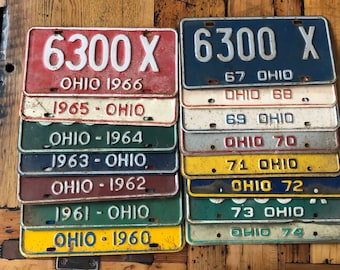 6300 X
OHIO 1966
1965 - OHIO
OHIO - 1964
1963 - OHIO
OHIO - 1962
1961 - OHIO
OHIO - 1960
6300 X
67 OHIO
OHIO 68
69 OHIO
OHIO 70
71 OHIO
OHIO 72
73 OHIO
OHIO 74